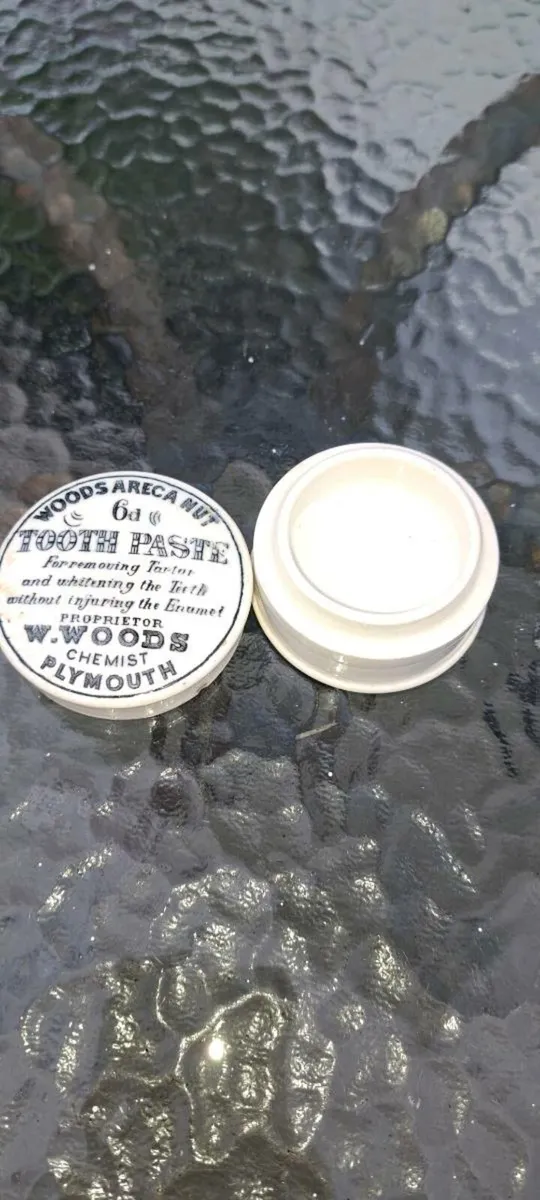 WOODS ARECA NUT
6d
TOOTH PASTE
For removing Tartar
and whitening the Teeth
without injuring the Enamel
PROPRIETOR
W. WOODS
CHEMIST
PLYMOUTH